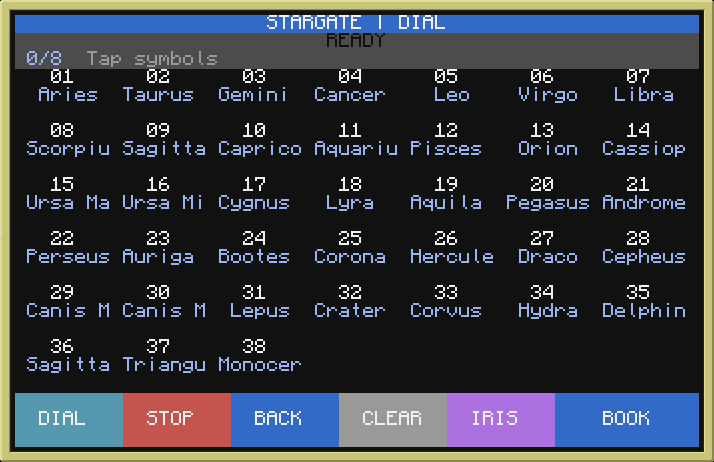 STARGATE | DIAL
READY
0/8 Tap symbols
01 02 03 04 05 06 07
Aries Taurus Gemini Cancer Leo Virgo Libra
08 09 10 11 12 13 14
Scorpiu Sagitta Caprico Aquariu Pisces Orion Cassiop
15 16 17 18 19 20 21
Ursa Ma Ursa Mi Cygnus Lyra Aquila Pegasus Androme
22 23 24 25 26 27 28
Perseus Auriga Bootes Corona Hercule Draco Cepheus
29 30 31 32 33 34 35
Canis M Canis M Lepus Crater Corvus Hydra Delphin
36 37 38
Sagitta Triangu Monocer
DIAL STOP BACK CLEAR IRIS BOOK